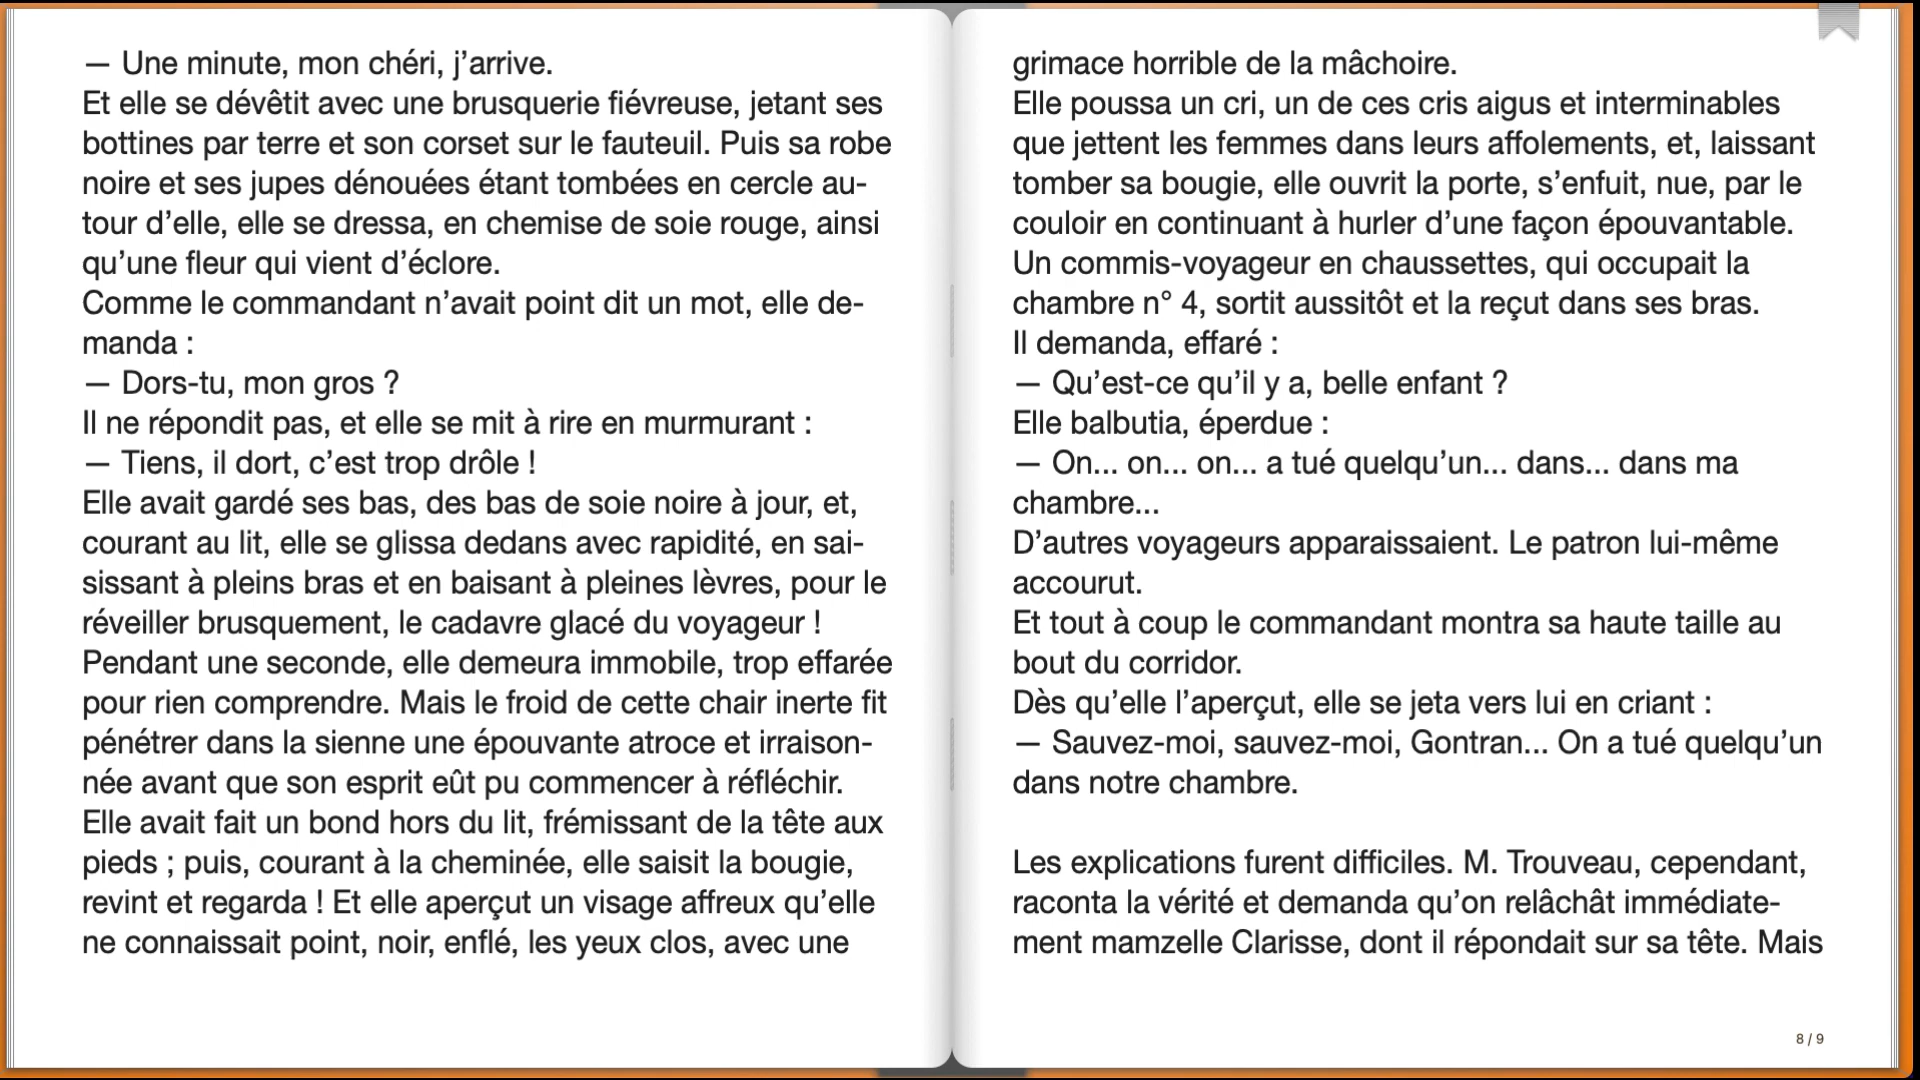 — Une minute, mon chéri, j’arrive.
Et elle se dévêtit avec une brusquerie fiévreuse, jetant ses
bottines par terre et son corset sur le fauteuil. Puis sa robe
noire et ses jupes dénouées étant tombées en cercle au-
tour d’elle, elle se dressa, en chemise de soie rouge, ainsi
qu’une fleur qui vient d’éclore.
Comme le commandant n’avait point dit un mot, elle de-
manda :
— Dors-tu, mon gros ?
Il ne répondit pas, et elle se mit à rire en murmurant :
— Tiens, il dort, c’est trop drôle !
Elle avait gardé ses bas, des bas de soie noire à jour, et,
courant au lit, elle se glissa dedans avec rapidité, en sai-
sissant à pleins bras et en baisant à pleines lèvres, pour le
réveiller brusquement, le cadavre glacé du voyageur !
Pendant une seconde, elle demeura immobile, trop effarée
pour rien comprendre. Mais le froid de cette chair inerte fit
pénétrer dans la sienne une épouvante atroce et irraison-
née avant que son esprit eût pu commencer à réfléchir.
Elle avait fait un bond hors du lit, frémissant de la tête aux
pieds ; puis, courant à la cheminée, elle saisit la bougie,
revint et regarda ! Et elle aperçut un visage affreux qu’elle
ne connaissait point, noir, enflé, les yeux clos, avec une
grimace horrible de la mâchoire.
Elle poussa un cri, un de ces cris aigus et interminables
que jettent les femmes dans leurs affolements, et, laissant
tomber sa bougie, elle ouvrit la porte, s’enfuit, nue, par le
couloir en continuant à hurler d’une façon épouvantable.
Un commis-voyageur en chaussettes, qui occupait la
chambre n° 4, sortit aussitôt et la reçut dans ses bras.
Il demanda, effaré :
— Qu’est-ce qu’il y a, belle enfant ?
Elle balbutia, éperdue :
— On... on... on... a tué quelqu’un... dans... dans ma
chambre...
D’autres voyageurs apparaissaient. Le patron lui-même
accourut.
Et tout à coup le commandant montra sa haute taille au
bout du corridor.
Dès qu’elle l’aperçut, elle se jeta vers lui en criant :
— Sauvez-moi, sauvez-moi, Gontran... On a tué quelqu’un
dans notre chambre.
Les explications furent difficiles. M. Trouveau, cependant,
raconta la vérité et demanda qu’on relâchât immédiate-
ment mamzelle Clarisse, dont il répondait sur sa tête. Mais
8 / 9